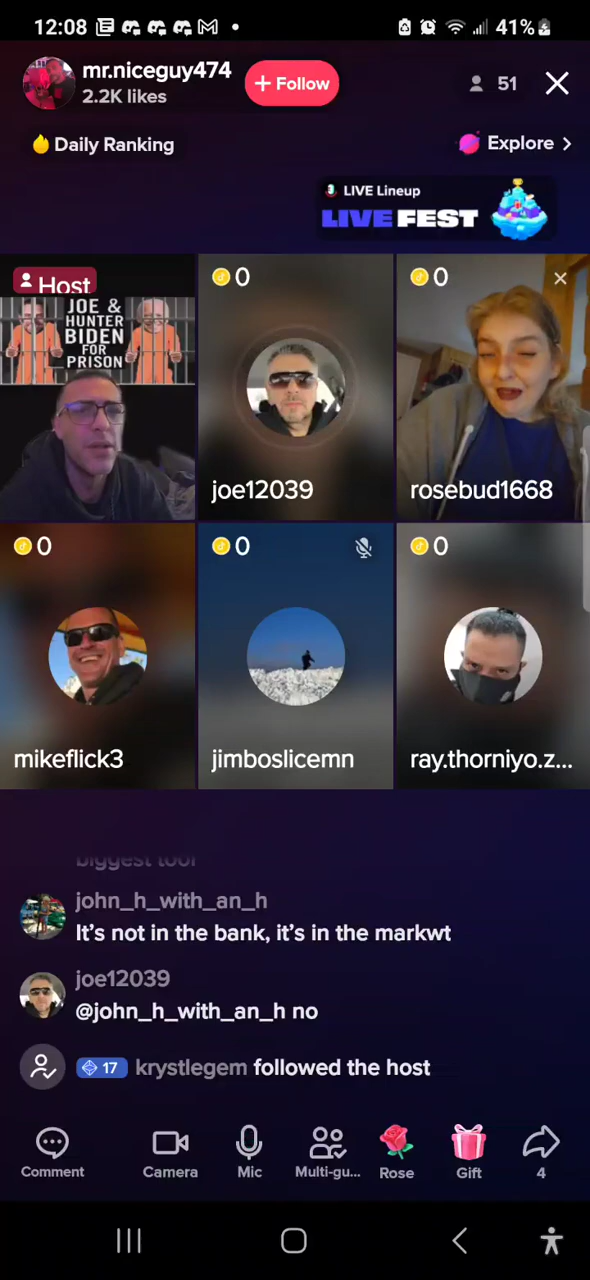 12:08
41%
mr.niceguy474
2.2K likes
+ Follow
51
Daily Ranking
Explore >
LIVE Lineup
LIVE FEST
Host
JOE &
HUNTER
BIDEN
FOR
PRISON
0
joe12039
0
rosebud1668
0
mikeflick3
0
jimboslicemn
0
ray.thorniyo.z...
biggest tool
john_h_with_an_h
It's not in the bank, it's in the markwt
joe12039
@john_h_with_an_h no
17 krystlegem followed the host
Comment
Camera
Mic
Multi-gu...
Rose
Gift
4